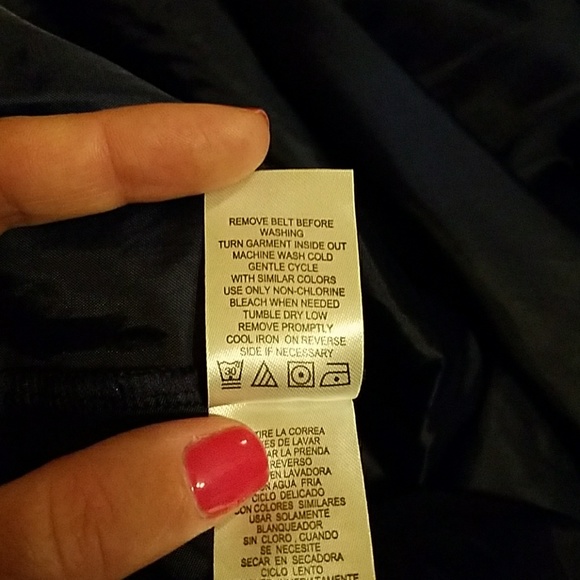 REMOVE BELT BEFORE
WASHING
TURN GARMENT INSIDE OUT
MACHINE WASH COLD
GENTLE CYCLE
WITH SIMILAR COLORS
USE ONLY NON-CHLORINE
BLEACH WHEN NEEDED
TUMBLE DRY LOW
REMOVE PROMPTLY
COOL IRON ON REVERSE
SIDE IF NECESSARY
30
LA CORREA
DE LAVAR
LA PRENDA
REVERSO
LAVADORA
AGUA FRIA
CICLO DELICADO
CON COLORES SIMILARES
USAR SOLAMENTE
BLANQUEADOR
SIN CLORO, CUANDO
SE NECESITE
SECAR EN SECADORA
CICLO LENTO